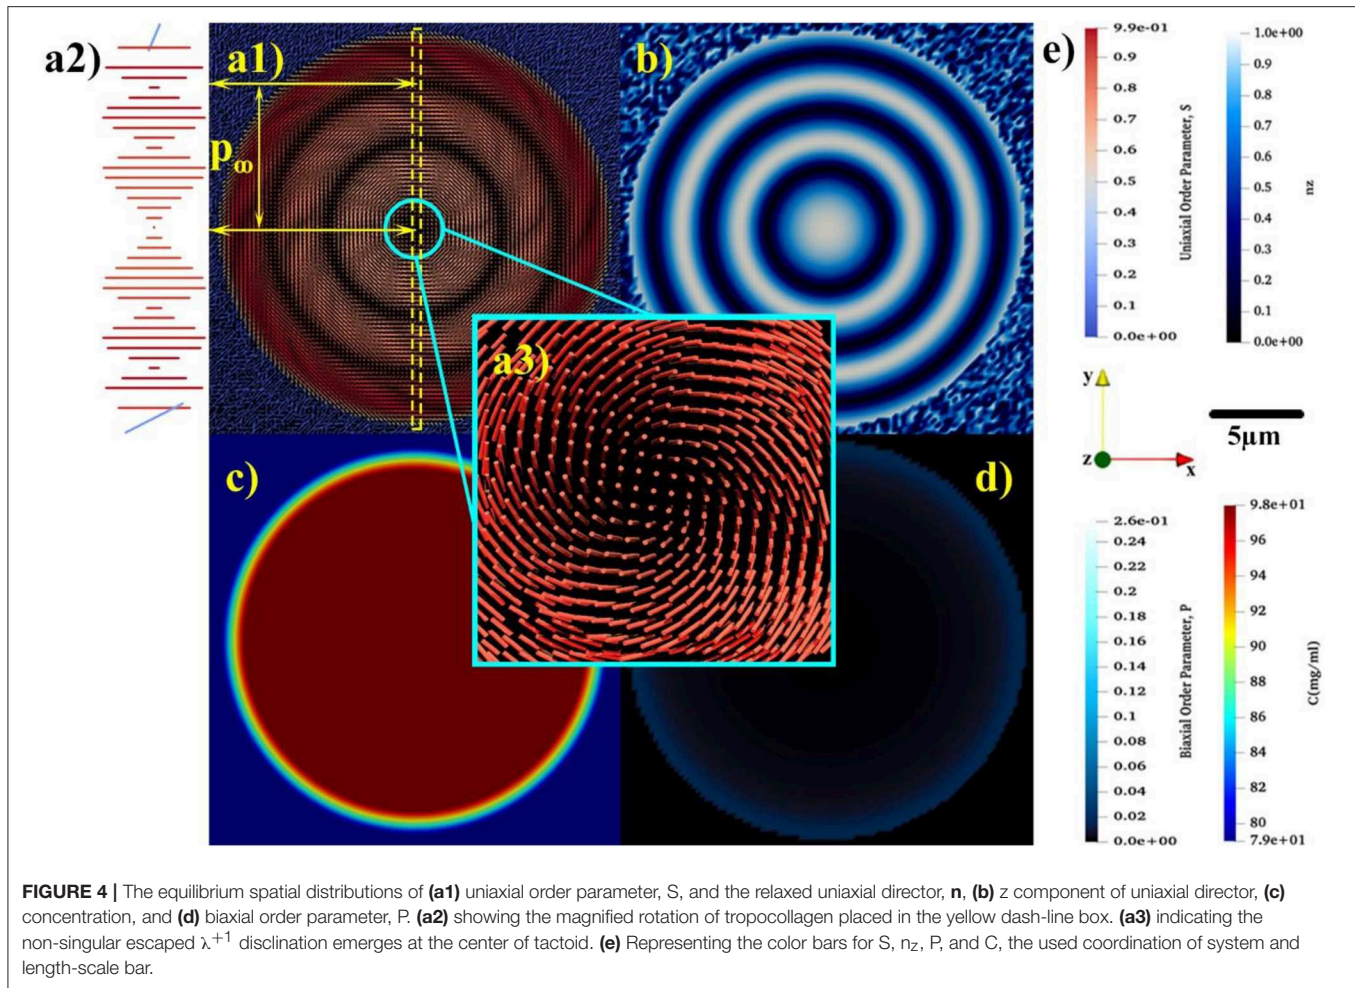 a2)
a1)
p∞
b)
a3)
c)
d)
e)
9.9e-01
0.9
0.8
0.7
0.6
0.5
0.4
0.3
0.2
0.1
0.0e+00
Uniaxial Order Parameter, S
1.0e+00
0.9
0.8
0.7
0.6
0.5
0.4
0.3
0.2
0.1
0.0e+00
nz
y
z
x
5μm
2.6e-01
0.24
0.22
0.2
0.18
0.16
0.14
0.12
0.1
0.08
0.06
0.04
0.02
0.0e+00
Biaxial Order Parameter, P
9.8e+01
96
94
92
90
88
86
84
82
80
7.9e+01
C(mg/ml)
FIGURE 4 | The equilibrium spatial distributions of (a1) uniaxial order parameter, S, and the relaxed uniaxial director, n, (b) z component of uniaxial director, (c)
concentration, and (d) biaxial order parameter, P. (a2) showing the magnified rotation of tropocollagen placed in the yellow dash-line box. (a3) indicating the
non-singular escaped λ⁺¹ disclination emerges at the center of tactoid. (e) Representing the color bars for S, nZ, P, and C, the used coordination of system and
length-scale bar.